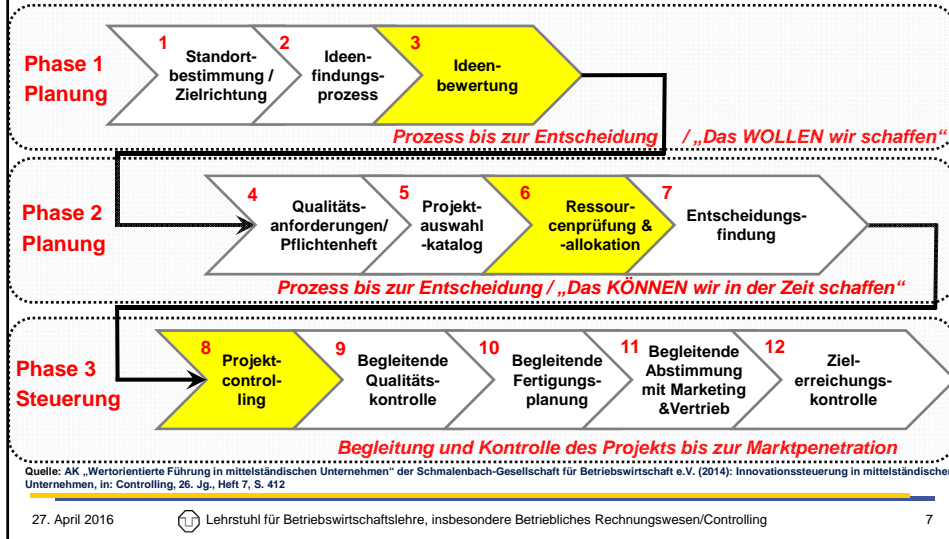 Phase 1
Planung
1
Standort-
bestimmung /
Zielrichtung
2
Ideen-
findungs-
prozess
3
Ideen-
bewertung
Prozess bis zur Entscheidung / „Das WOLLEN wir schaffen“
Phase 2
Planung
4
Qualitäts-
anforderungen/
Pflichtenheft
5
Projekt-
auswahl
-katalog
6
Ressour-
cenprüfung &
-allokation
7
Entscheidungs-
findung
Prozess bis zur Entscheidung / „Das KÖNNEN wir in der Zeit schaffen“
Phase 3
Steuerung
8
Projekt-
control-
ling
9
Begleitende
Qualitäts-
kontrolle
10
Begleitende
Fertigungs-
planung
11
Begleitende
Abstimmung
mit Marketing
&Vertrieb
12
Ziel-
erreichungs-
kontrolle
Begleitung und Kontrolle des Projekts bis zur Marktpenetration
Quelle: AK „Wertorientierte Führung in mittelständischen Unternehmen“ der Schmalenbach-Gesellschaft für Betriebswirtschaft e.V. (2014): Innovationssteuerung in mittelständischen
Unternehmen, in: Controlling, 26. Jg., Heft 7, S. 412
27. April 2016
Lehrstuhl für Betriebswirtschaftslehre, insbesondere Betriebliches Rechnungswesen/Controlling
7